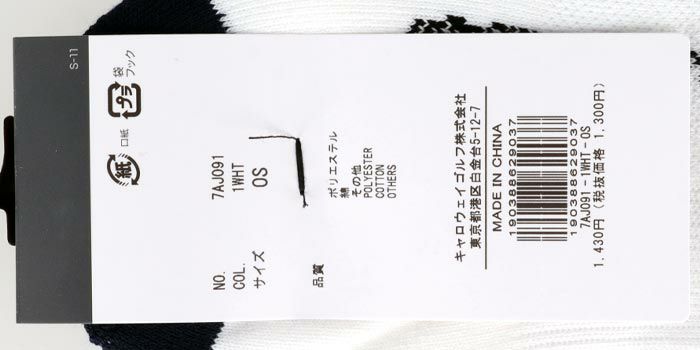 S-11
プラ
袋
フック
紙
口紙
NO. 7AJ091
COL. 1WHT
サイズ OS
品質
ポリエステル
綿
その他
POLYESTER
COTTON
OTHERS
キャロウェイゴルフ株式会社
東京都港区白金台5-12-7
MADE IN CHINA
190388629037
190388629037
7AJ091-1WHT-OS
1,430円 (税抜価格 1,300円)